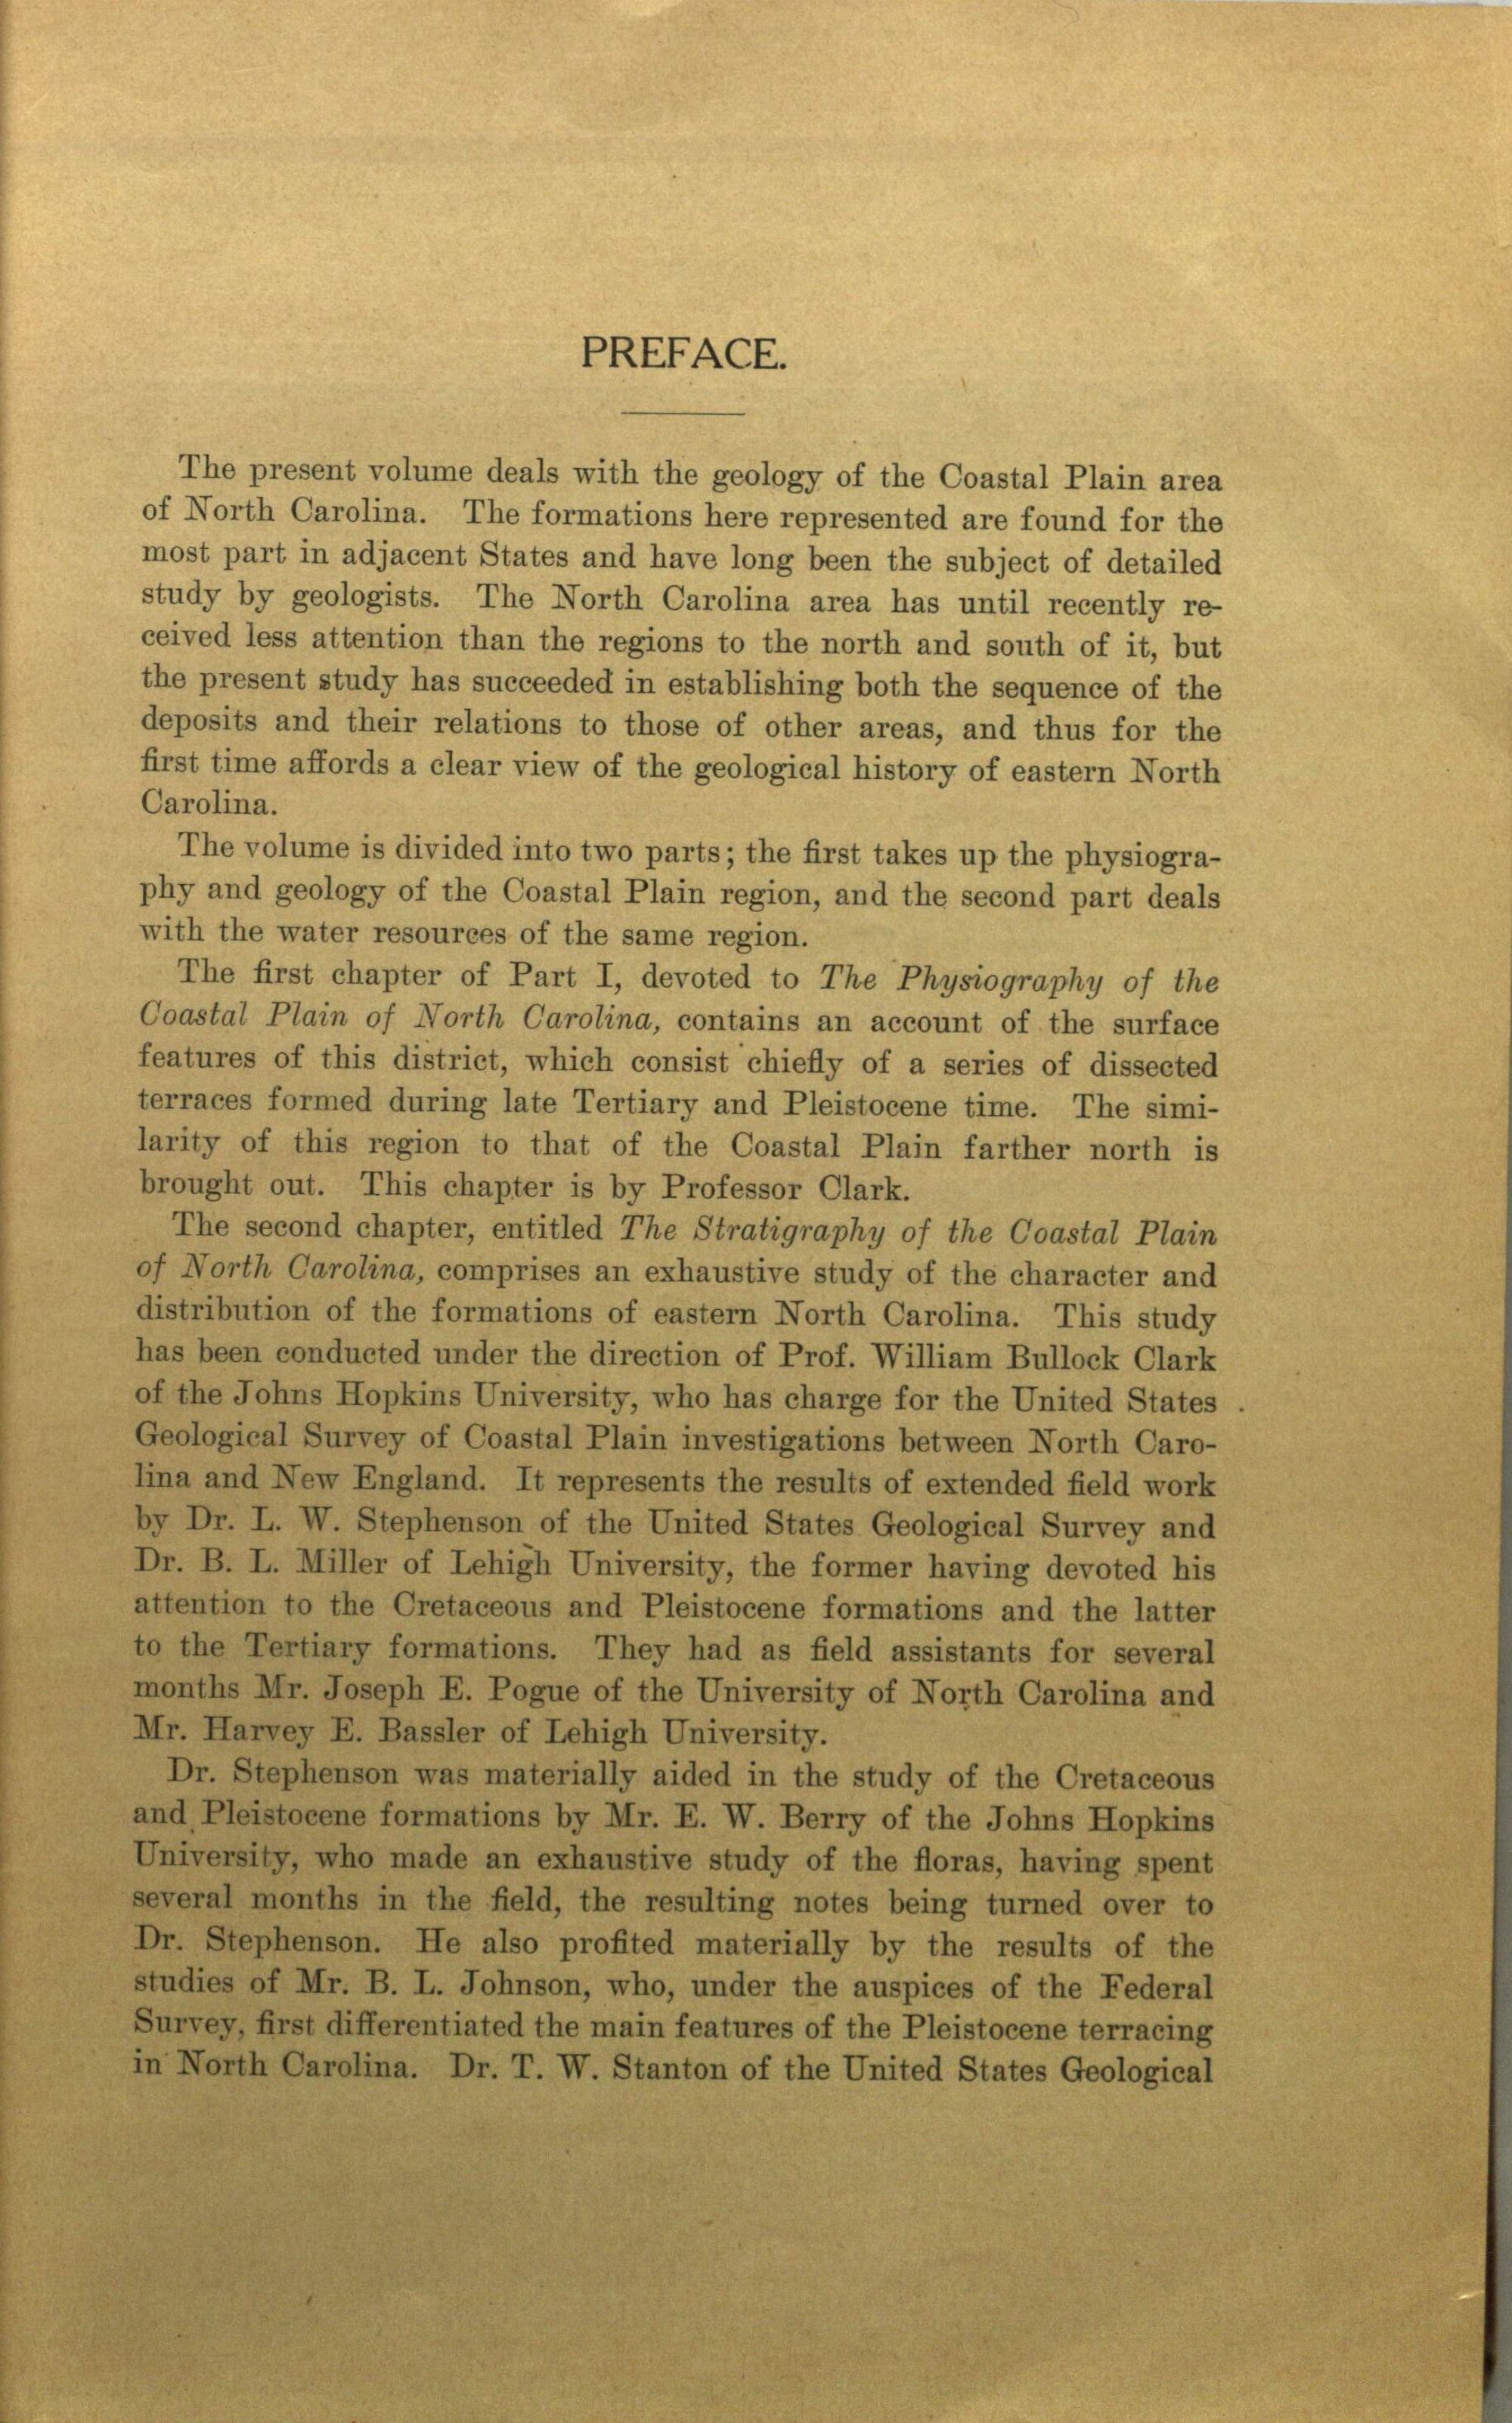 PREFACE.
The present volume deals with the geology of the Coastal Plain area
of North Carolina. The formations here represented are found for the
most part in adjacent States and have long been the subject of detailed
study by geologists. The North Carolina area has until recently re-
ceived less attention than the regions to the north and south of it, but
the present study has succeeded in establishing both the sequence of the
deposits and their relations to those of other areas, and thus for the
first time affords a clear view of the geological history of eastern North
Carolina.
The volume is divided into two parts; the first takes up the physiogra-
phy and geology of the Coastal Plain region, and the second part deals
with the water resources of the same region.
The first chapter of Part I, devoted to The Physiography of the
Coastal Plain of North Carolina, contains an account of the surface
features of this district, which consist chiefly of a series of dissected
terraces formed during late Tertiary and Pleistocene time. The simi-
larity of this region to that of the Coastal Plain farther north is
brought out. This chapter is by Professor Clark.
The second chapter, entitled The Stratigraphy of the Coastal Plain
of North Carolina, comprises an exhaustive study of the character and
distribution of the formations of eastern North Carolina. This study
has been conducted under the direction of Prof. William Bullock Clark
of the Johns Hopkins University, who has charge for the United States
Geological Survey of Coastal Plain investigations between North Caro-
lina and New England. It represents the results of extended field work
by Dr. L. W. Stephenson of the United States Geological Survey and
Dr. B. L. Miller of Lehigh University, the former having devoted his
attention to the Cretaceous and Pleistocene formations and the latter
to the Tertiary formations. They had as field assistants for several
months Mr. Joseph E. Pogue of the University of North Carolina and
Mr. Harvey E. Bassler of Lehigh University.
Dr. Stephenson was materially aided in the study of the Cretaceous
and Pleistocene formations by Mr. E. W. Berry of the Johns Hopkins
University, who made an exhaustive study of the floras, having spent
several months in the field, the resulting notes being turned over to
Dr. Stephenson. He also profited materially by the results of the
studies of Mr. B. L. Johnson, who, under the auspices of the Federal
Survey, first differentiated the main features of the Pleistocene terracing
in North Carolina. Dr. T. W. Stanton of the United States Geological